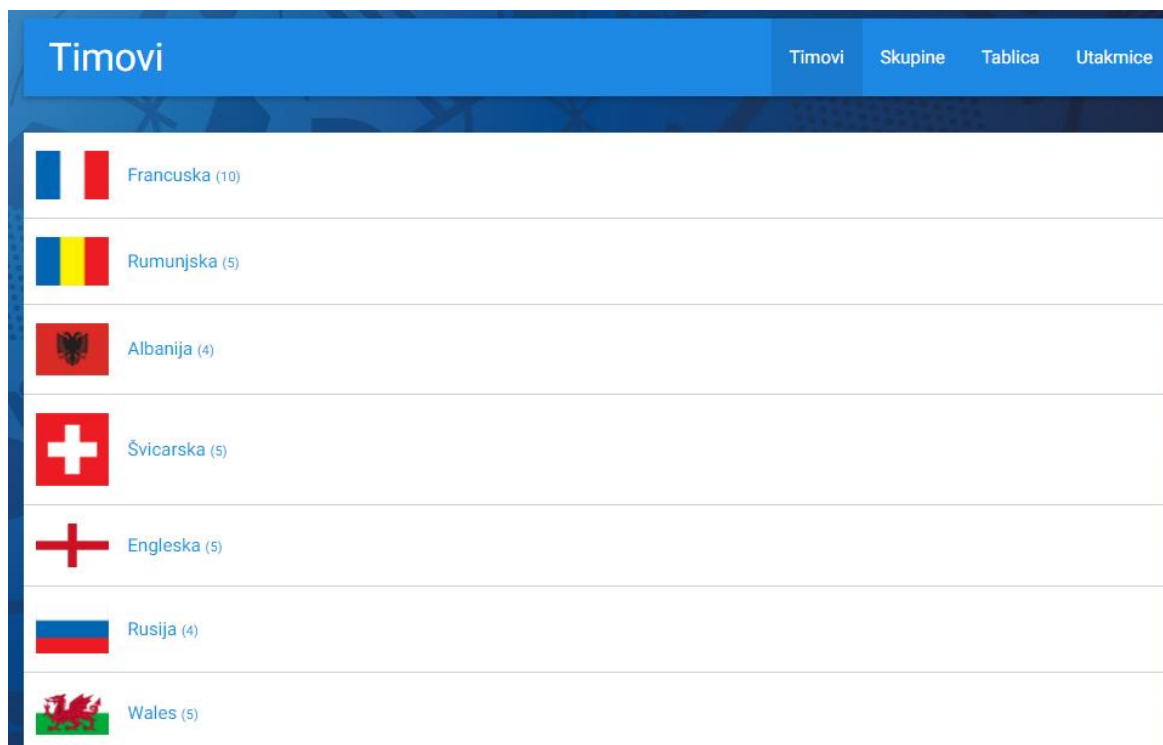 Timovi
Timovi Skupine Tablica Utakmice
Francuska (10)
Rumunjska (5)
Albanija (4)
Švicarska (5)
Engleska (5)
Rusija (4)
Wales (5)